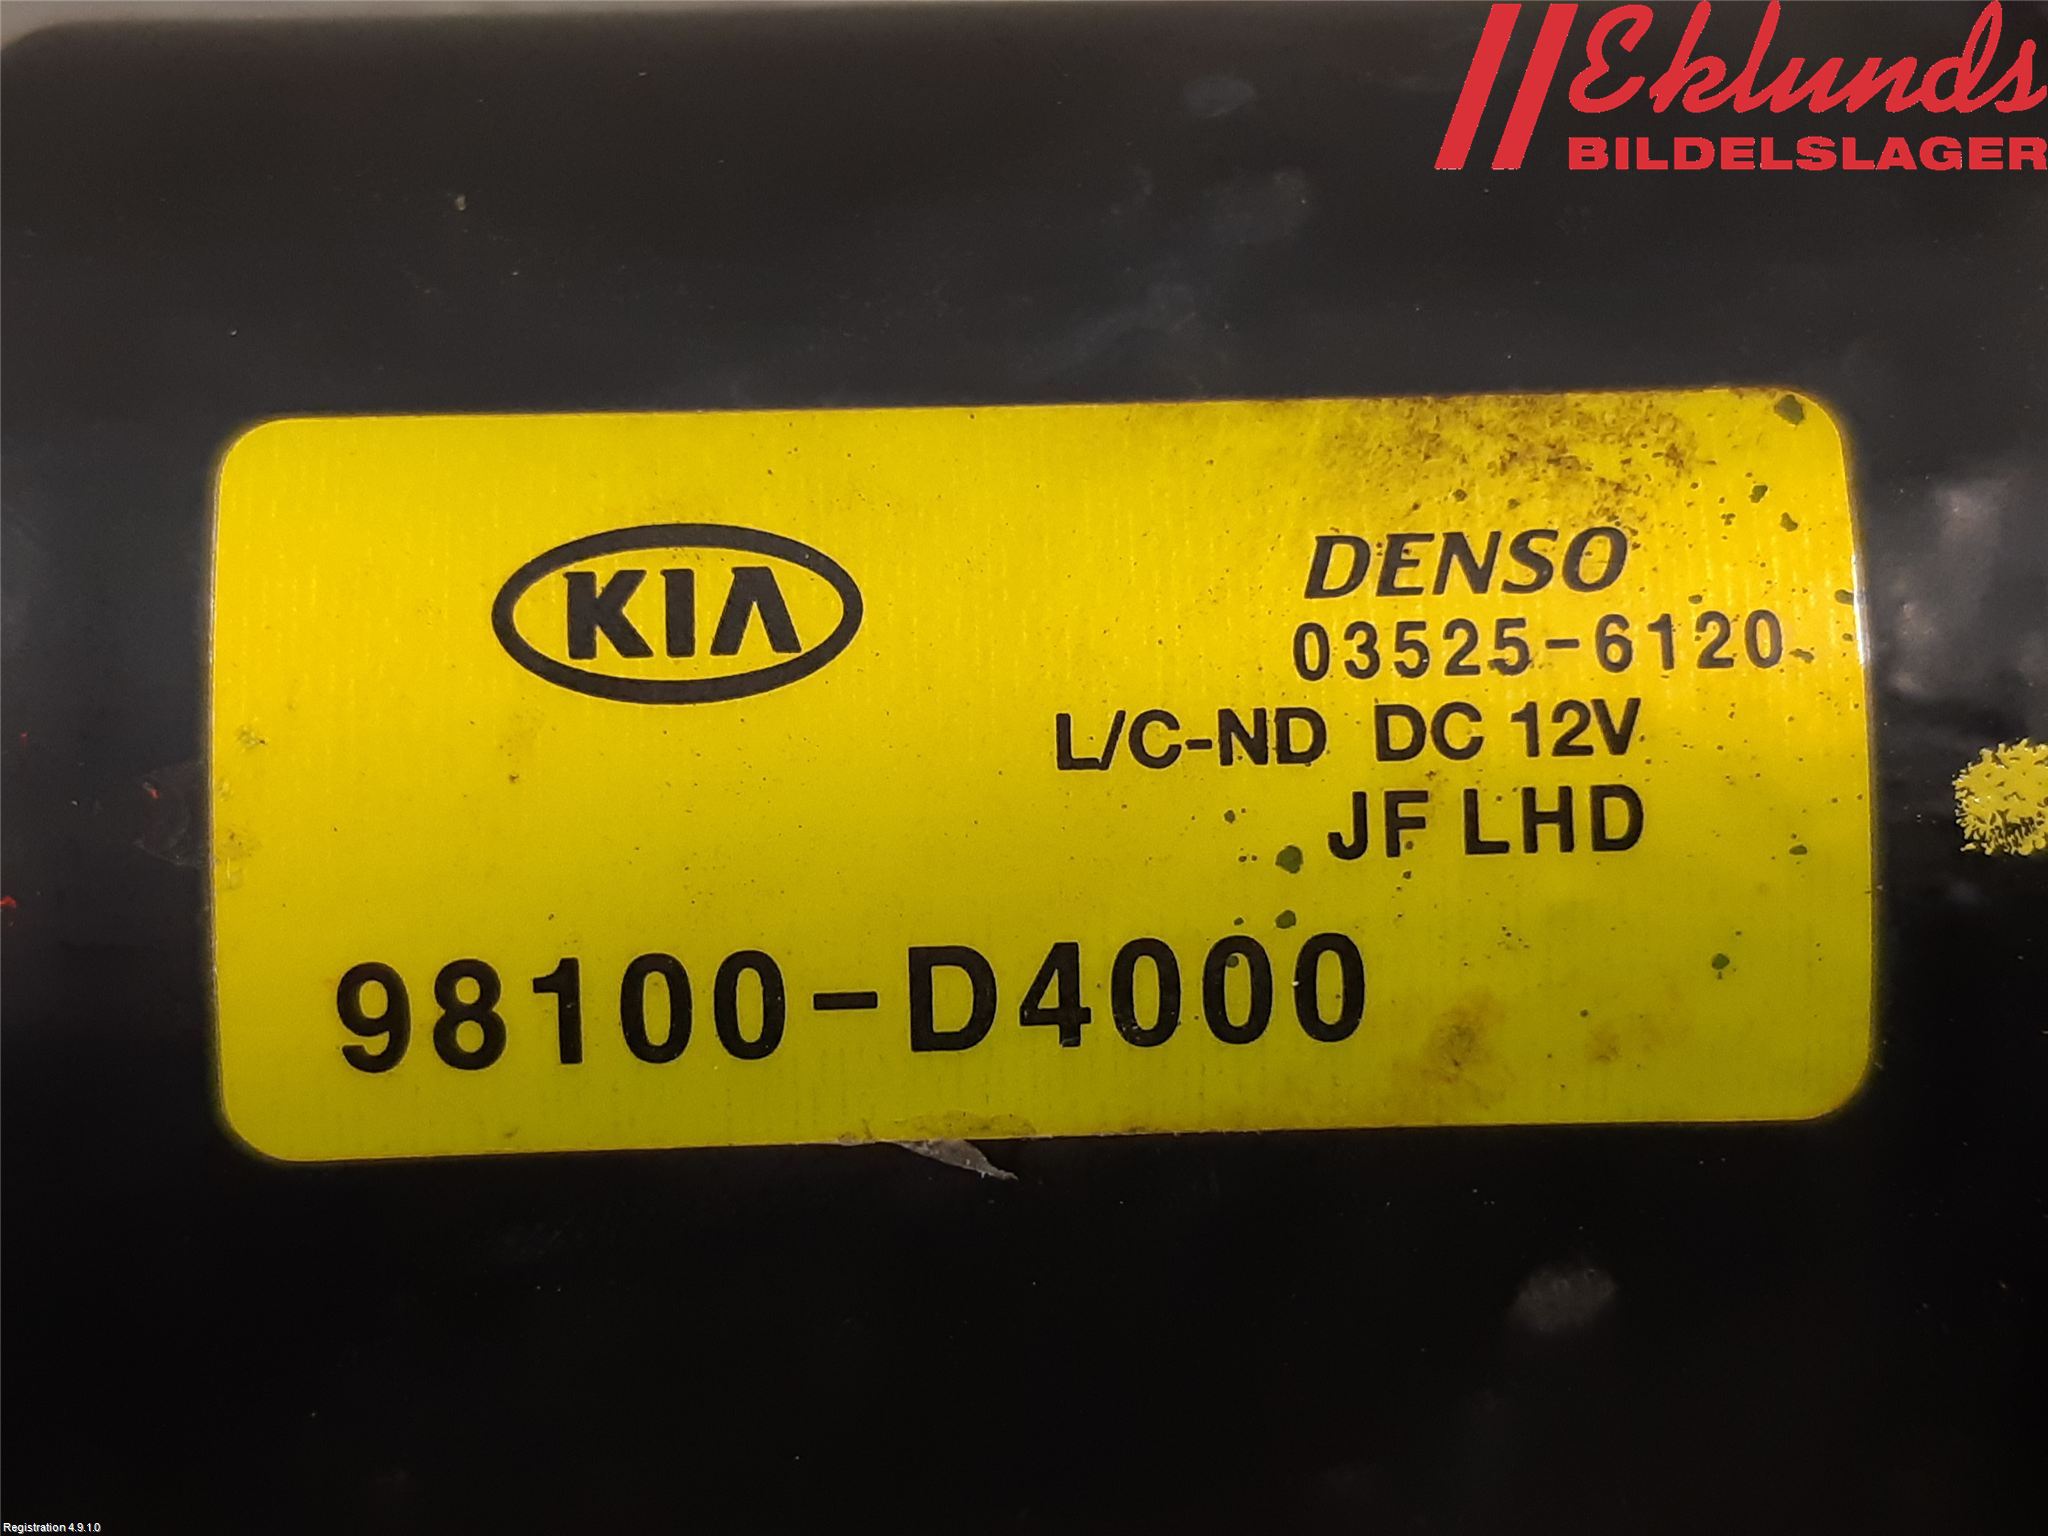 Eklunds
BILDELSLAGER
KIA
DENSO
03525-6120
L/C-ND DC 12V
JF LHD
98100-D4000
Registration 4.9.1.0